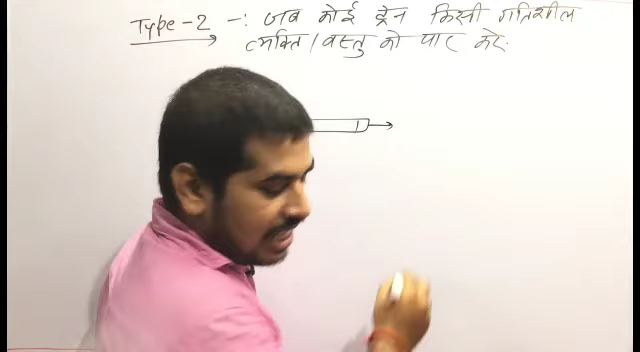 Type-2 -: जब कोई ट्रेन किसी गतिशील
व्यक्ति/वस्तु को पार करे.